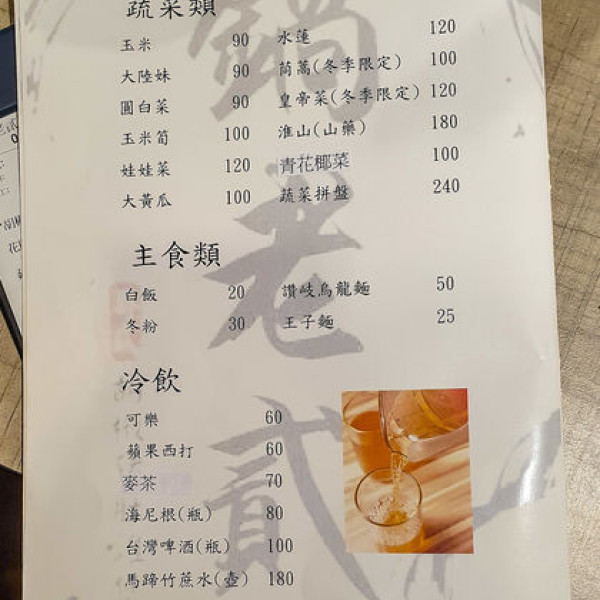 蔬菜類
玉米 90
大陸妹 90
圓白菜 90
玉米筍 100
娃娃菜 120
大黃瓜 100
水蓮 120
茼蒿(冬季限定) 100
皇帝菜(冬季限定) 120
淮山(山藥) 180
青花椰菜 100
蔬菜拼盤 240
主食類
白飯 20
冬粉 30
讚岐烏龍麵 50
王子麵 25
冷飲
可樂 60
蘋果西打 60
麥茶 70
海尼根(瓶) 80
台灣啤酒(瓶) 100
馬蹄竹蔗水(壺) 180
鍋老貳